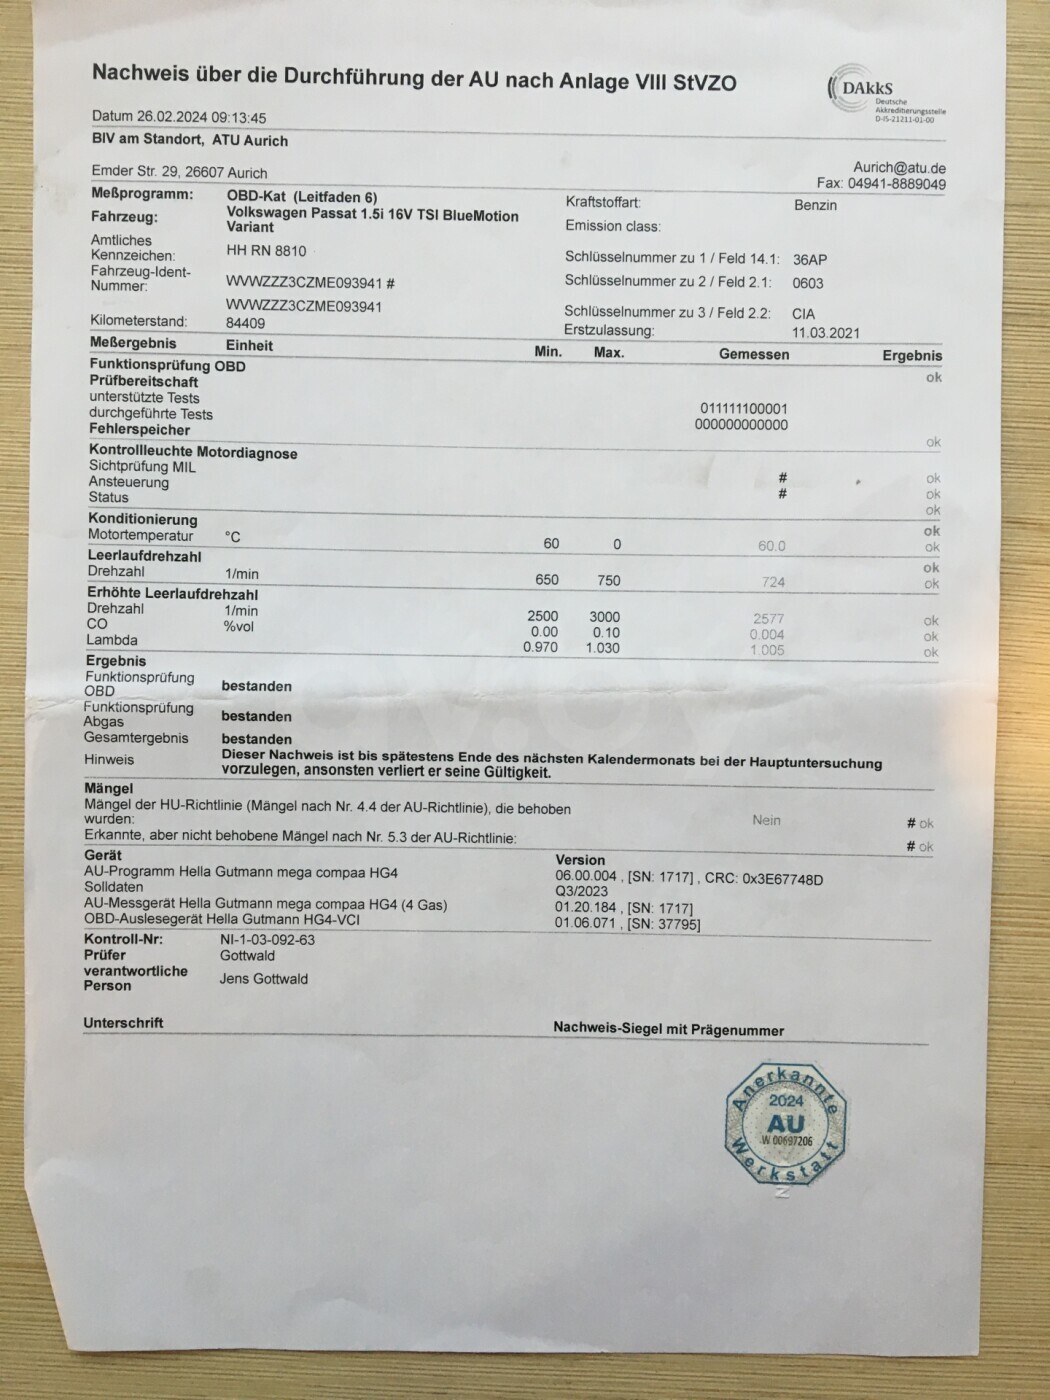 Nachweis über die Durchführung der AU nach Anlage VIII StVZO
DAkkS
Deutsche
Akkreditierungsstelle
D-IS-21211-01-00
Datum 26.02.2024 09:13:45
BIV am Standort, ATU Aurich
Emder Str. 29, 26607 Aurich
Aurich@atu.de
Fax: 04941-8889049
Meßprogramm: OBD-Kat (Leitfaden 6)
Kraftstoffart: Benzin
Fahrzeug: Volkswagen Passat 1.5i 16V TSI BlueMotion
Variant
Emission class:
Amtliches
Kennzeichen: HH RN 8810
Schlüsselnummer zu 1 / Feld 14.1: 36AP
Fahrzeug-Ident-
Nummer: WVWZZZ3CZME093941 #
Schlüsselnummer zu 2 / Feld 2.1: 0603
WVWZZZ3CZME093941
Schlüsselnummer zu 3 / Feld 2.2: CIA
Kilometerstand: 84409
Erstzulassung: 11.03.2021
Meßergebnis Einheit Min. Max. Gemessen Ergebnis
Funktionsprüfung OBD ok
Prüfbereitschaft
unterstützte Tests 011111100001
durchgeführte Tests 000000000000
Fehlerspeicher ok
Kontrollleuchte Motordiagnose
Sichtprüfung MIL # ok
Ansteuerung # ok
Status ok
Konditionierung ok
Motortemperatur °C 60 0 60.0 ok
Leerlaufdrehzahl ok
Drehzahl 1/min 650 750 724 ok
Erhöhte Leerlaufdrehzahl
Drehzahl 1/min 2500 3000 2577 ok
CO %vol 0.00 0.10 0.004 ok
Lambda 0.970 1.030 1.005 ok
Ergebnis
Funktionsprüfung
OBD bestanden
Funktionsprüfung
Abgas bestanden
Gesamtergebnis bestanden
Hinweis Dieser Nachweis ist bis spätestens Ende des nächsten Kalendermonats bei der Hauptuntersuchung
vorzulegen, ansonsten verliert er seine Gültigkeit.
Mängel
Mängel der HU-Richtlinie (Mängel nach Nr. 4.4 der AU-Richtlinie), die behoben
wurden: Nein # ok
Erkannte, aber nicht behobene Mängel nach Nr. 5.3 der AU-Richtlinie: # ok
Gerät Version
AU-Programm Hella Gutmann mega compaa HG4 06.00.004 , [SN: 1717] , CRC: 0x3E67748D
Solldaten Q3/2023
AU-Messgerät Hella Gutmann mega compaa HG4 (4 Gas) 01.20.184 , [SN: 1717]
OBD-Auslesegerät Hella Gutmann HG4-VCI 01.06.071 , [SN: 37795]
Kontroll-Nr: NI-1-03-092-63
Prüfer Gottwald
verantwortliche
Person Jens Gottwald
Unterschrift Nachweis-Siegel mit Prägenummer
Anerkannte
2024
AU
W 00697206
Werkstatt